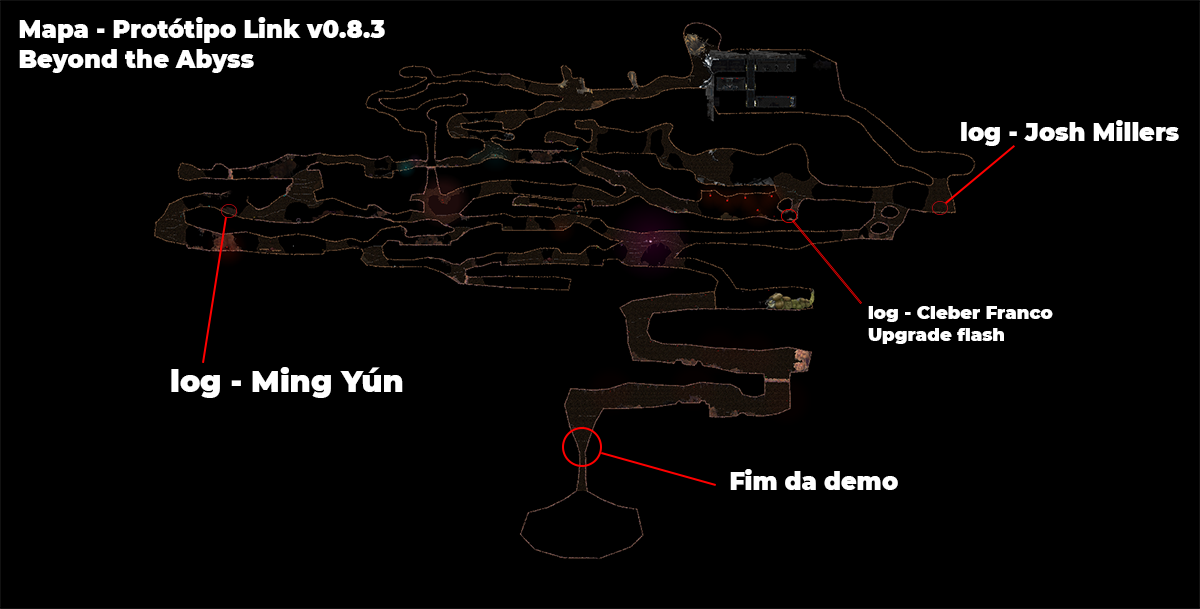 Mapa - Protótipo Link v0.8.3
Beyond the Abyss
log - Josh Millers
log - Cleber Franco
Upgrade flash
log - Ming Yún
Fim da demo